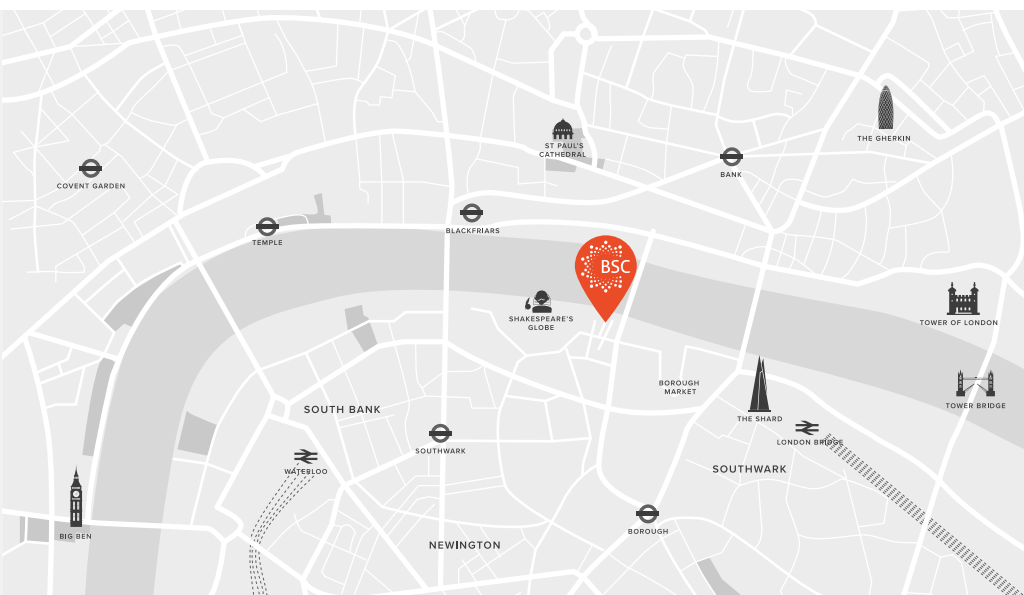 THE GHERKIN
ST PAUL'S
CATHEDRAL
BANK
COVENT GARDEN
BLACKFRIARS
TEMPLE
BSC
SHAKESPEARE'S
GLOBE
TOWER OF LONDON
BOROUGH
MARKET
TOWER BRIDGE
SOUTH BANK
THE SHARD
LONDON BRIDGE
SOUTHWARK
WATERLOO
SOUTHWARK
BIG BEN
BOROUGH
NEWINGTON